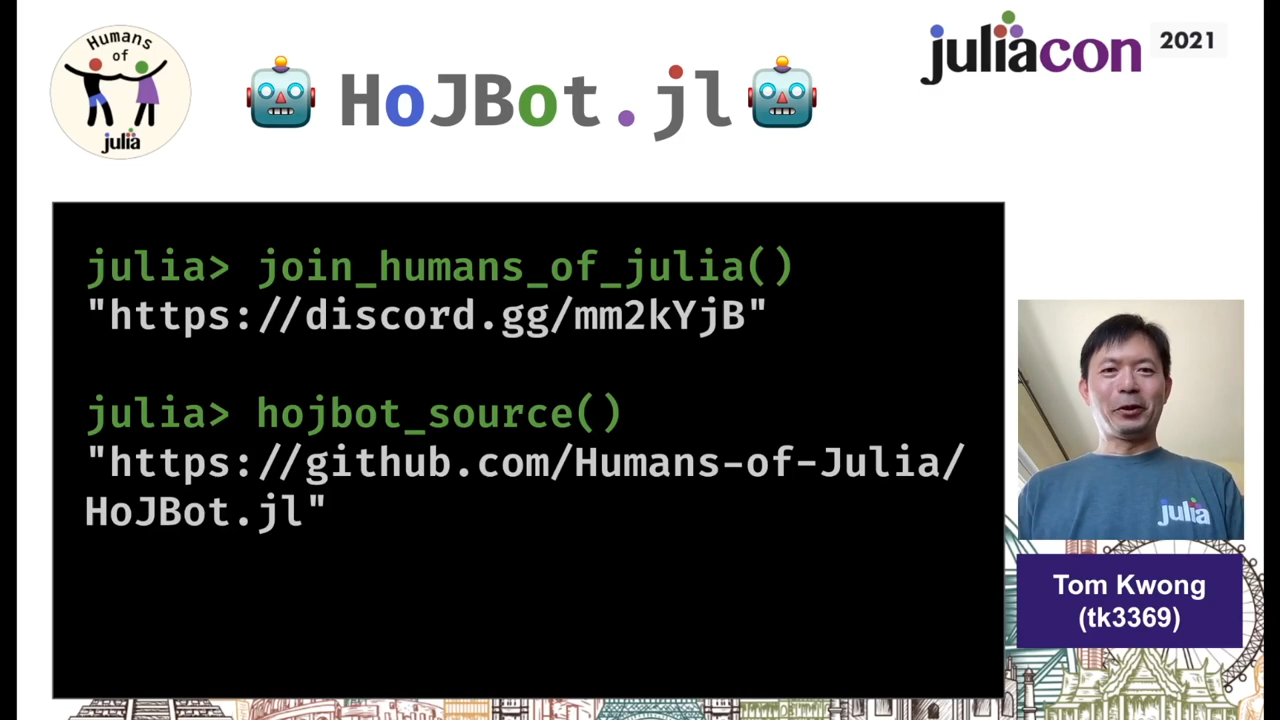 Humans
of
julia
HoJBot.jl
juliacon 2021
julia> join_humans_of_julia()
"https://discord.gg/mm2kYjB"
julia> hojbot_source()
"https://github.com/Humans-of-Julia/
HoJBot.jl"
julia
Tom Kwong
(tk3369)